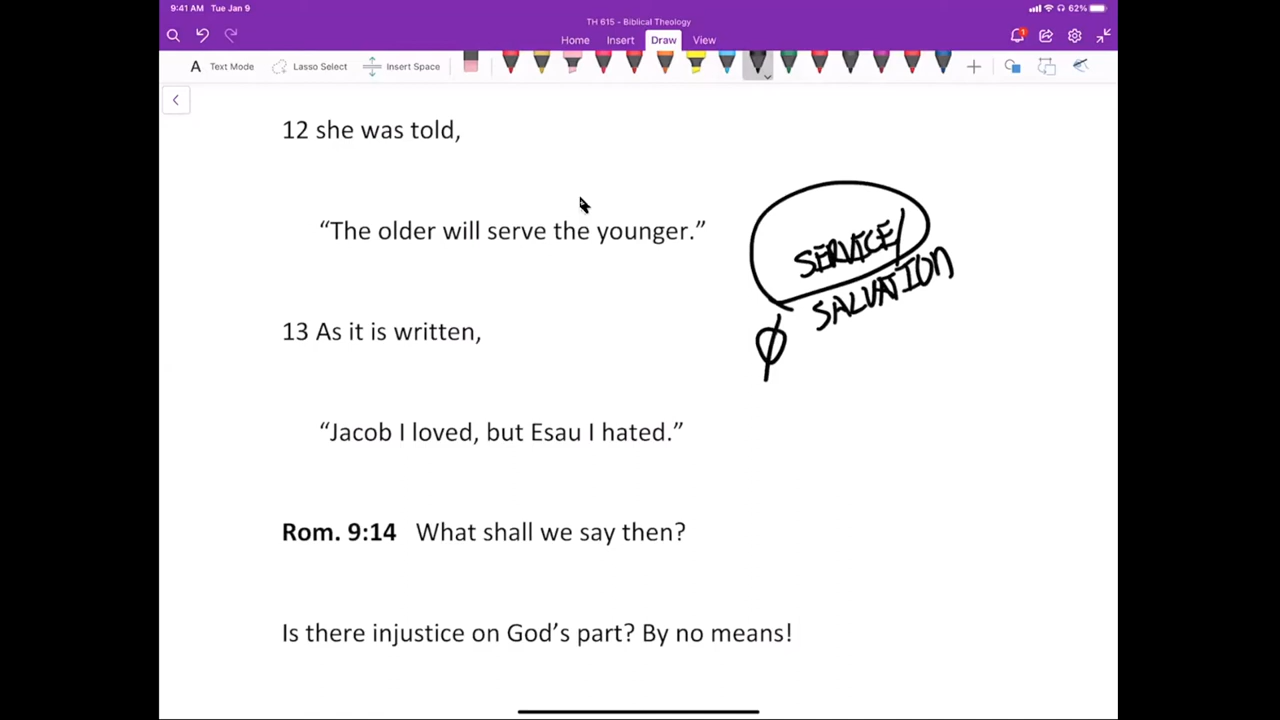 9:41 AM Tue Jan 9
62%
TH 615 - Biblical Theology
Home Insert Draw View
1
A Text Mode Lasso Select Insert Space
12 she was told,
“The older will serve the younger.”
SERVICE/
SALVATION
13 As it is written,
“Jacob I loved, but Esau I hated.”
Rom. 9:14 What shall we say then?
Is there injustice on God’s part? By no means!